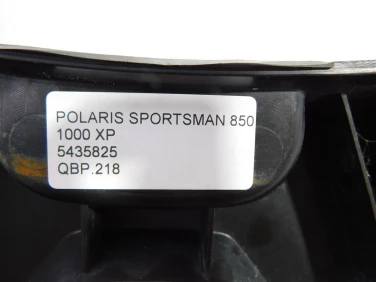 POLARIS SPORTSMAN 850
1000 XP
5435825
QBP.218